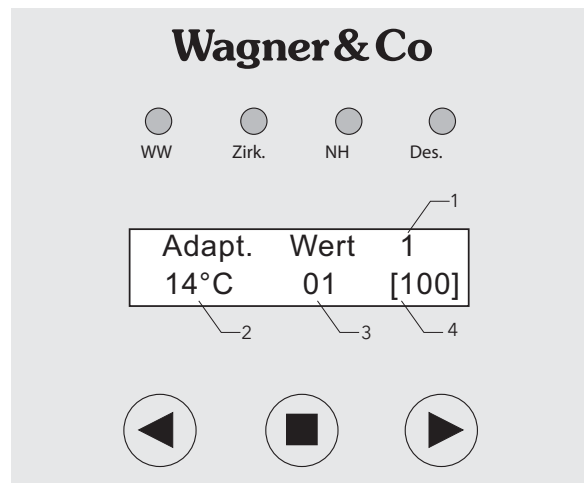 Wagner & Co
WW Zirk. NH Des.
1
Adapt. Wert 1
14°C 01 [100]
2 3 4